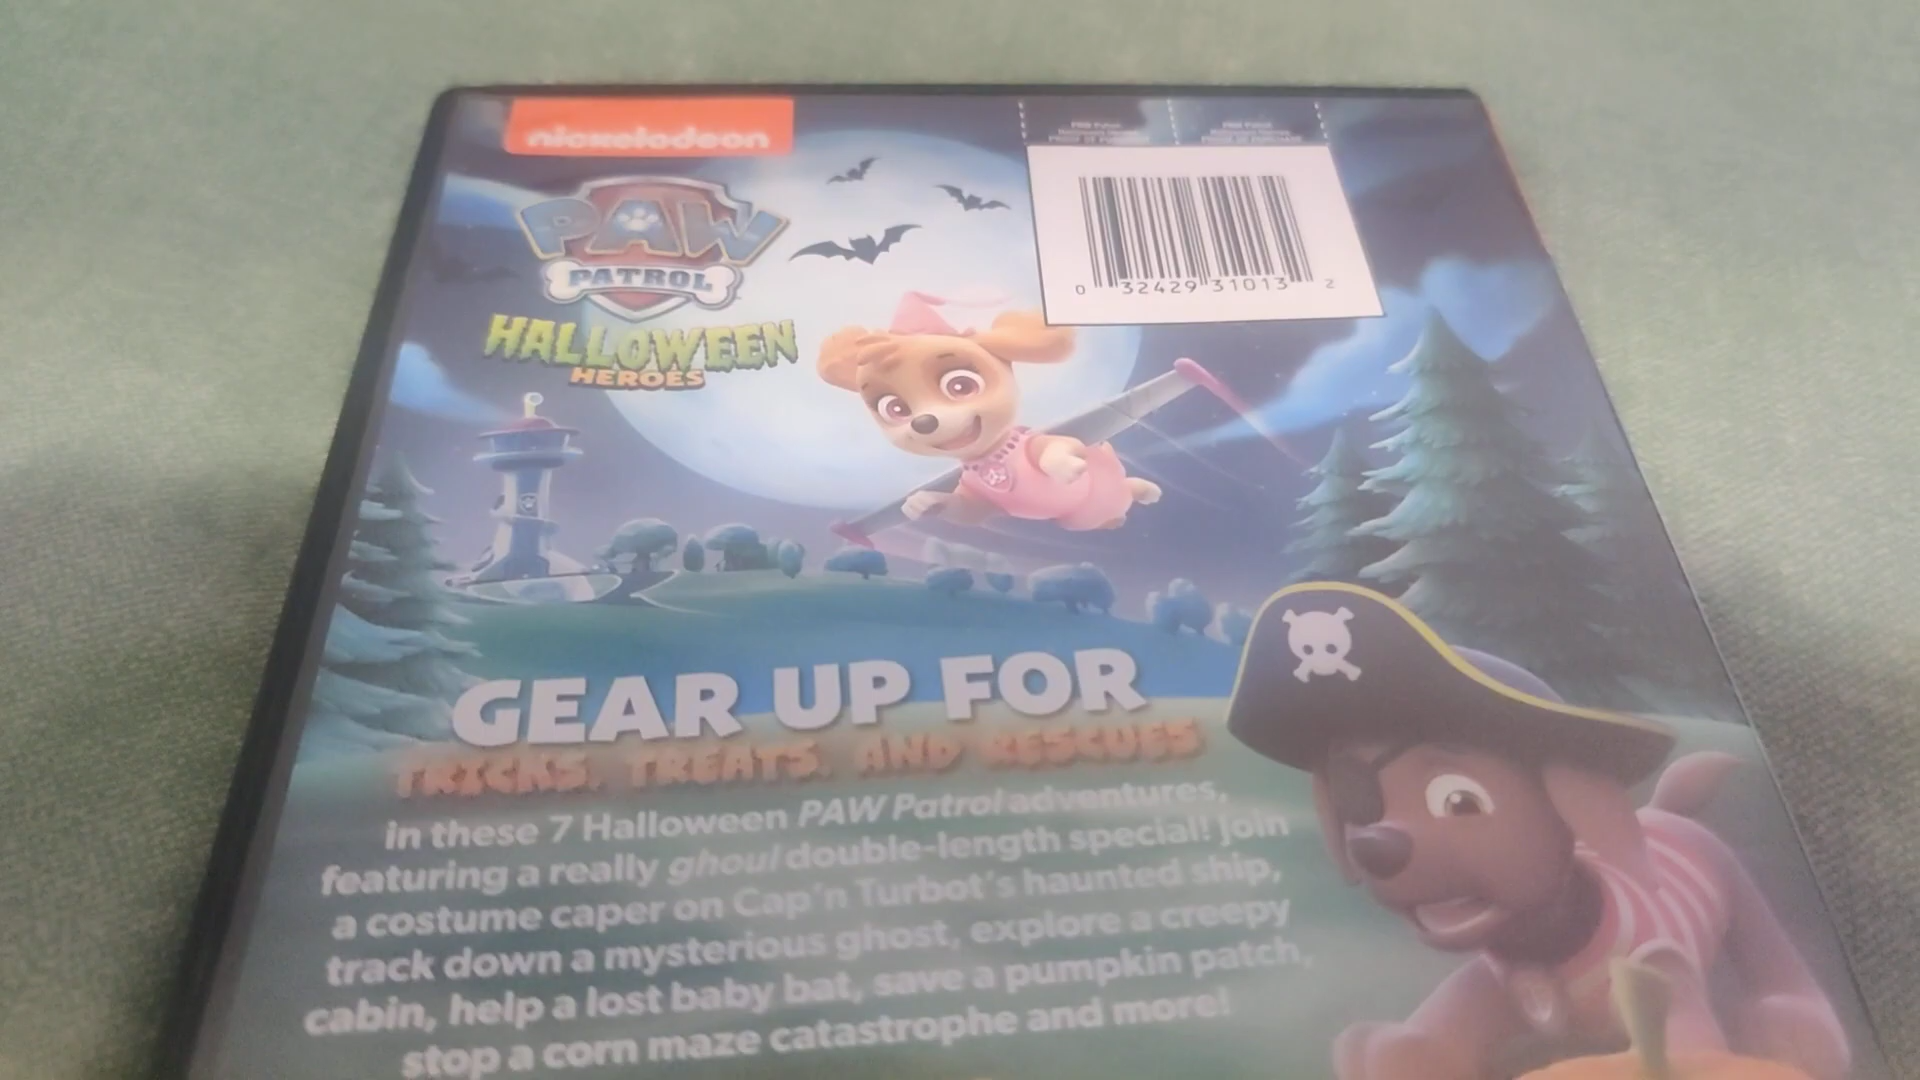 nickelodeon
PAW
PATROL
HALLOWEEN
HEROES
0 32429 31013 2
GEAR UP FOR
TRICKS, TREATS, AND RESCUES
in these 7 Halloween PAW Patrol adventures,
featuring a really ghoul double-length special! Join
a costume caper on Cap'n Turbot's haunted ship,
track down a mysterious ghost, explore a creepy
cabin, help a lost baby bat, save a pumpkin patch,
stop a corn maze catastrophe and more!